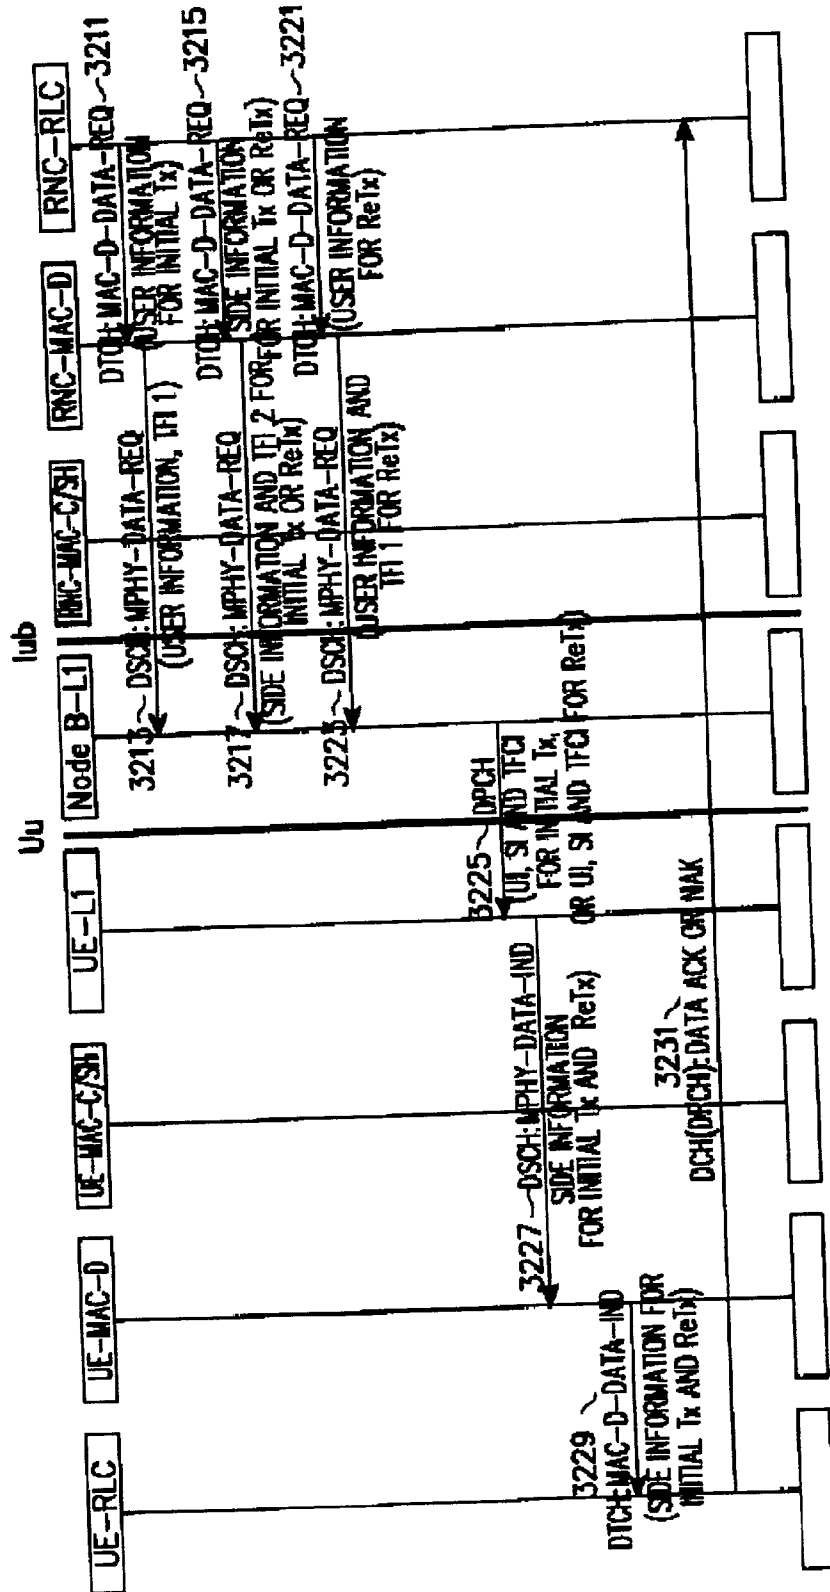 UE-RLC
UE-MAC-D
UE-MAC-C/SH
UE-L1
Uu
Node B-L1
Iub
RNC-MAC-C/SH
RNC-MAC-D
RNC-RLC
DTCH:MAC-D-DATA-REQ~3211
(USER INFORMATION
FOR INITIAL Tx)
3213~DSCH:MPHY-DATA-REQ
(USER INFORMATION, TFI 1)
DTCH:MAC-D-DATA-REQ~3215
SIDE INFORMATION
FOR INITIAL Tx OR ReTx)
3217~DSCH:MPHY-DATA-REQ
(SIDE INFORMATION AND TFI 2 FOR
INITIAL Tx OR ReTx)
DTCH:MAC-D-DATA-REQ~3221
(USER INFORMATION
FOR ReTx)
3223~DSCH:MPHY-DATA-REQ
(USER INFORMATION AND
TFI 1 FOR ReTx)
3225~DPCH
(UI, SI AND TFCI
FOR INITIAL Tx,
OR UI, SI AND TFCI FOR ReTx)
3227~DSCH:MPHY-DATA-IND
SIDE INFORMATION
FOR INITIAL Tx AND ReTx)
3229
DTCH:MAC-D-DATA-IND
(SIDE INFORMATION FOR
INITIAL Tx AND ReTx)
3231
DCH(DPCH):DATA ACK OR NAK